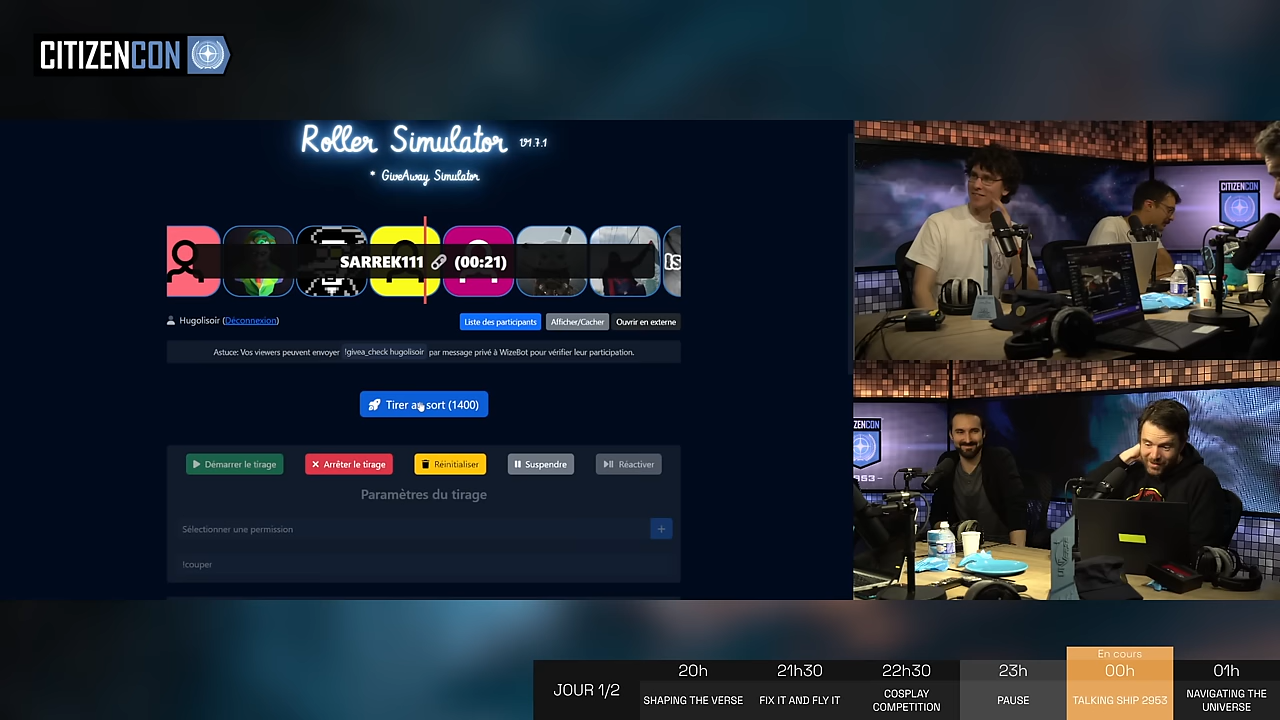 CITIZENCON
Roller Simulator V1.7.1
* GiveAway Simulator
SARREK111 (00:21)
Hugolisoir (Déconnexion)
Liste des participants
Afficher/Cacher
Ouvrir en externe
Astuce: Vos viewers peuvent envoyer !givea_check hugolisoir par message privé à WizeBot pour vérifier leur participation.
Tirer au sort (1400)
Démarrer le tirage
Arrêter le tirage
Réinitialiser
Suspendre
Réactiver
Paramètres du tirage
Sélectionner une permission
+
!couper
CITIZENCON
ZENCON
JOUR 1/2
20h
SHAPING THE VERSE
21h30
FIX IT AND FLY IT
22h30
COSPLAY
COMPETITION
23h
PAUSE
En cours
00h
TALKING SHIP 2953
01h
NAVIGATING THE
UNIVERSE